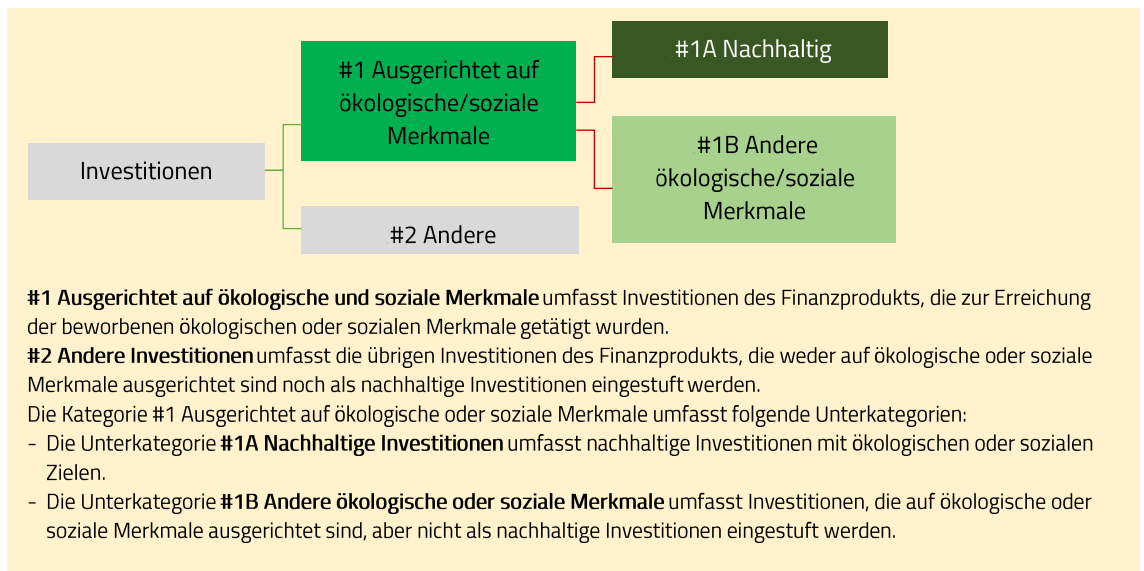 #1A Nachhaltig
#1 Ausgerichtet auf
ökologische/soziale
Merkmale
#1B Andere
ökologische/soziale
Merkmale
Investitionen
#2 Andere
#1 Ausgerichtet auf ökologische und soziale Merkmale umfasst Investitionen des Finanzprodukts, die zur Erreichung
der beworbenen ökologischen oder sozialen Merkmale getätigt wurden.
#2 Andere Investitionen umfasst die übrigen Investitionen des Finanzprodukts, die weder auf ökologische oder soziale
Merkmale ausgerichtet sind noch als nachhaltige Investitionen eingestuft werden.
Die Kategorie #1 Ausgerichtet auf ökologische oder soziale Merkmale umfasst folgende Unterkategorien:
- Die Unterkategorie #1A Nachhaltige Investitionen umfasst nachhaltige Investitionen mit ökologischen oder sozialen
Zielen.
- Die Unterkategorie #1B Andere ökologische oder soziale Merkmale umfasst Investitionen, die auf ökologische oder
soziale Merkmale ausgerichtet sind, aber nicht als nachhaltige Investitionen eingestuft werden.